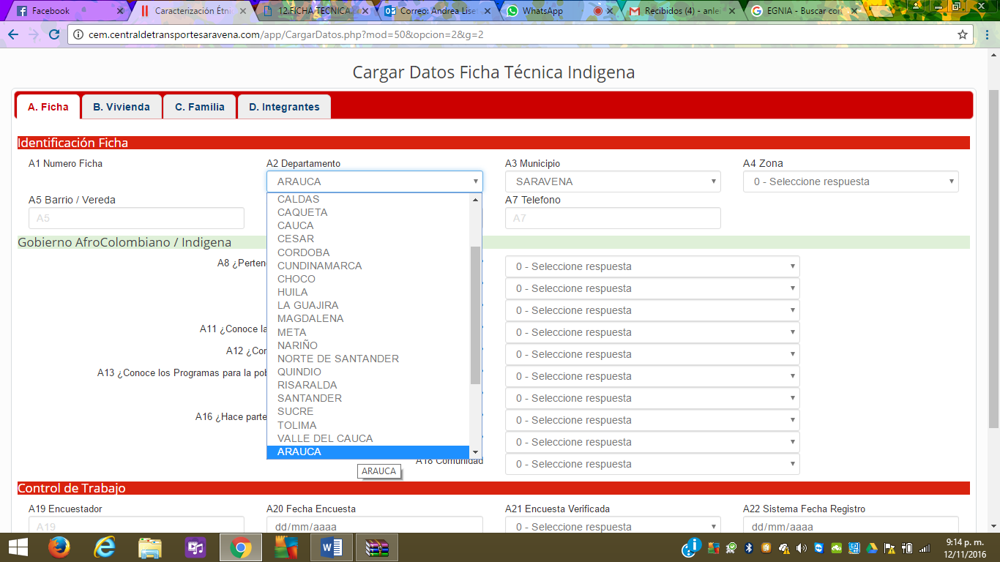 Facebook
Caracterización Étni
12.FICHA TECNICA.
Correo: Andrea Lise
WhatsApp
Recibidos (4) - anle
EGNIA - Buscar con
cem.centraldetransportesaravena.com/app/CargarDatos.php?mod=50&opcion=2&g=2
Cargar Datos Ficha Técnica Indigena
A. Ficha B. Vivienda C. Familia D. Integrantes
Identificación Ficha
A1 Numero Ficha A2 Departamento A3 Municipio A4 Zona
ARAUCA SARAVENA 0 - Seleccione respuesta
A5 Barrio / Vereda A7 Telefono
A5 A7
CALDAS
CAQUETA
CAUCA
CESAR
CORDOBA
CUNDINAMARCA
CHOCO
HUILA
LA GUAJIRA
MAGDALENA
META
NARIÑO
NORTE DE SANTANDER
QUINDIO
RISARALDA
SANTANDER
SUCRE
TOLIMA
VALLE DEL CAUCA
ARAUCA
ARAUCA
Gobierno AfroColombiano / Indigena
A8 ¿Perten 0 - Seleccione respuesta
0 - Seleccione respuesta
0 - Seleccione respuesta
A11 ¿Conoce la 0 - Seleccione respuesta
A12 ¿Con 0 - Seleccione respuesta
A13 ¿Conoce los Programas para la pob 0 - Seleccione respuesta
0 - Seleccione respuesta
A16 ¿Hace parte 0 - Seleccione respuesta
0 - Seleccione respuesta
A18 Comunidad 0 - Seleccione respuesta
Control de Trabajo
A19 Encuestador A20 Fecha Encuesta A21 Encuesta Verificada A22 Sistema Fecha Registro
A19 dd/mm/aaaa 0 - Seleccione respuesta dd/mm/aaaa
9:14 p. m.
12/11/2016